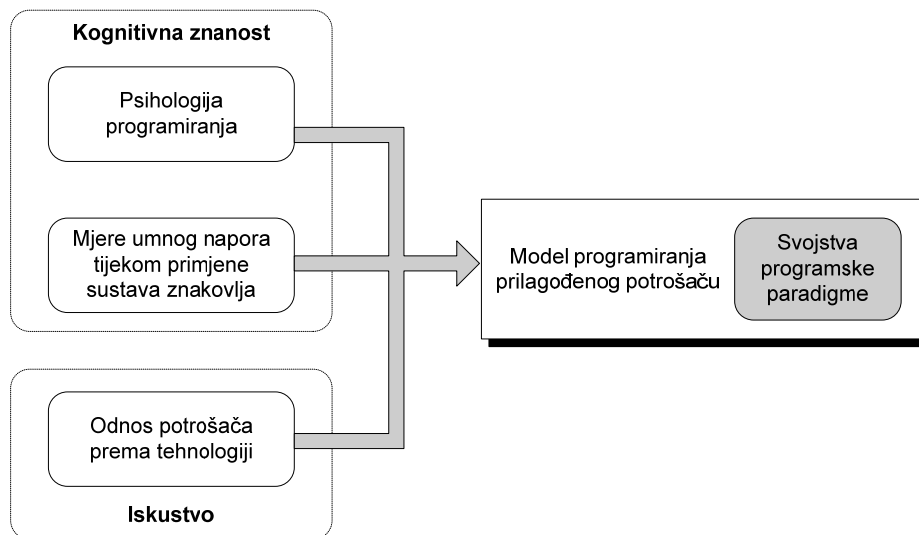 Kognitivna znanost
Psihologija
programiranja
Mjere umnog napora
tijekom primjene
sustava znakovlja
Odnos potrošača
prema tehnologiji
Iskustvo
Model programiranja
prilagođenog potrošaču
Svojstva
programske
paradigme